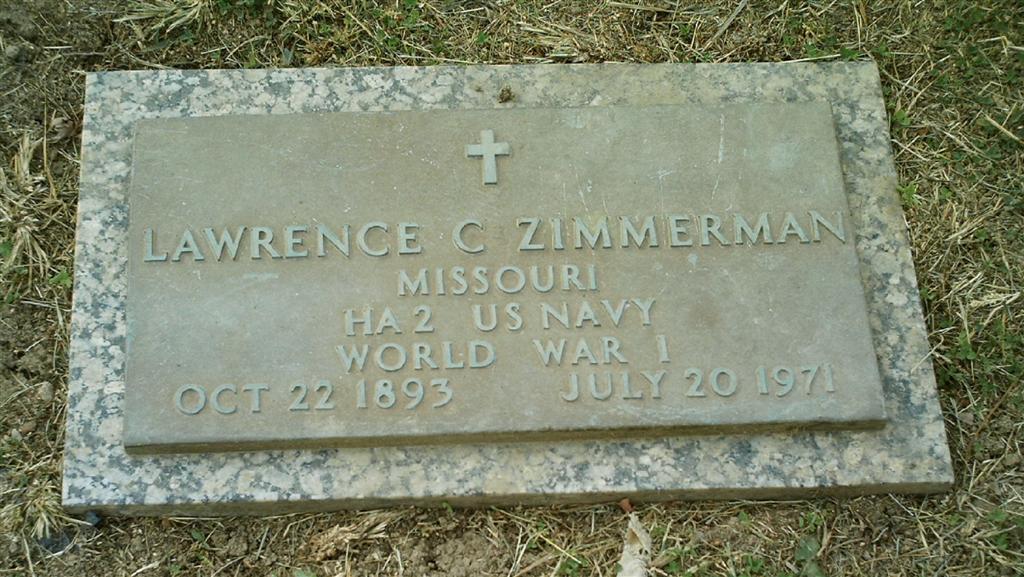 LAWRENCE C ZIMMERMAN
MISSOURI
HA2 US NAVY
WORLD WAR I
OCT 22 1893 JULY 20 1971